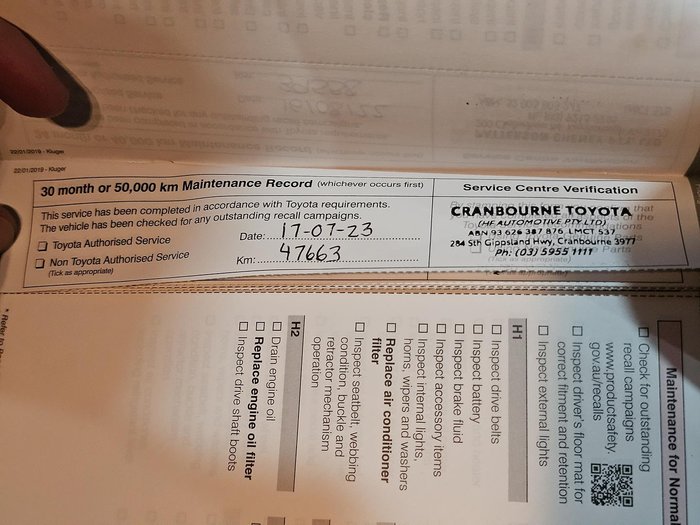 22/01/2019 - Kluger
22/01/2019 - Kluger
30 month or 50,000 km Maintenance Record (whichever occurs first)
This service has been completed in accordance with Toyota requirements.
The vehicle has been checked for any outstanding recall campaigns.
Toyota Authorised Service
Non Toyota Authorised Service
(Tick as appropriate)
Date: 17-07-23
Km: 47663
Service Centre Verification
CRANBOURNE TOYOTA
(HF AUTOMOTIVE PTY LTD)
ABN 93 626 387 876 LMCT 537
284 Sth Gippsland Hwy, Cranbourne 3977
Ph: (03) 5955 1111
Maintenance for Norma
Check for outstanding
recall campaigns
www.productsafety.
gov.au/recalls
Inspect driver's floor mat for
correct fitment and retention
Inspect external lights
H1
Inspect drive belts
Inspect battery
Inspect brake fluid
Inspect accessory items
Inspect internal lights,
horns, wipers and washers
Replace air conditioner
filter
Inspect seatbelt, webbing
condition, buckle and
retractor mechanism
operation
H2
Drain engine oil
Replace engine oil filter
Inspect drive shaft boots
* Refer to